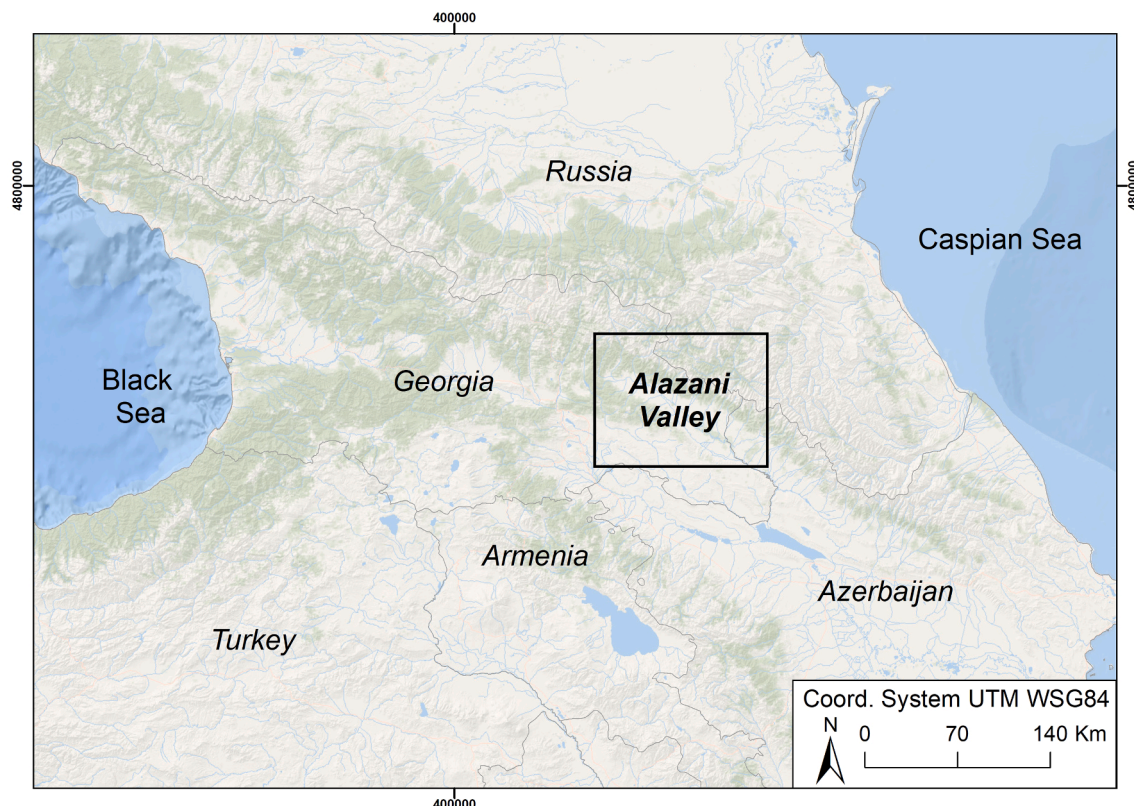 400000
4800000
4800000
Russia
Caspian Sea
Black
Sea
Georgia
Alazani
Valley
Armenia
Azerbaijan
Turkey
Coord. System UTM WSG84
N
0 70 140 Km
400000